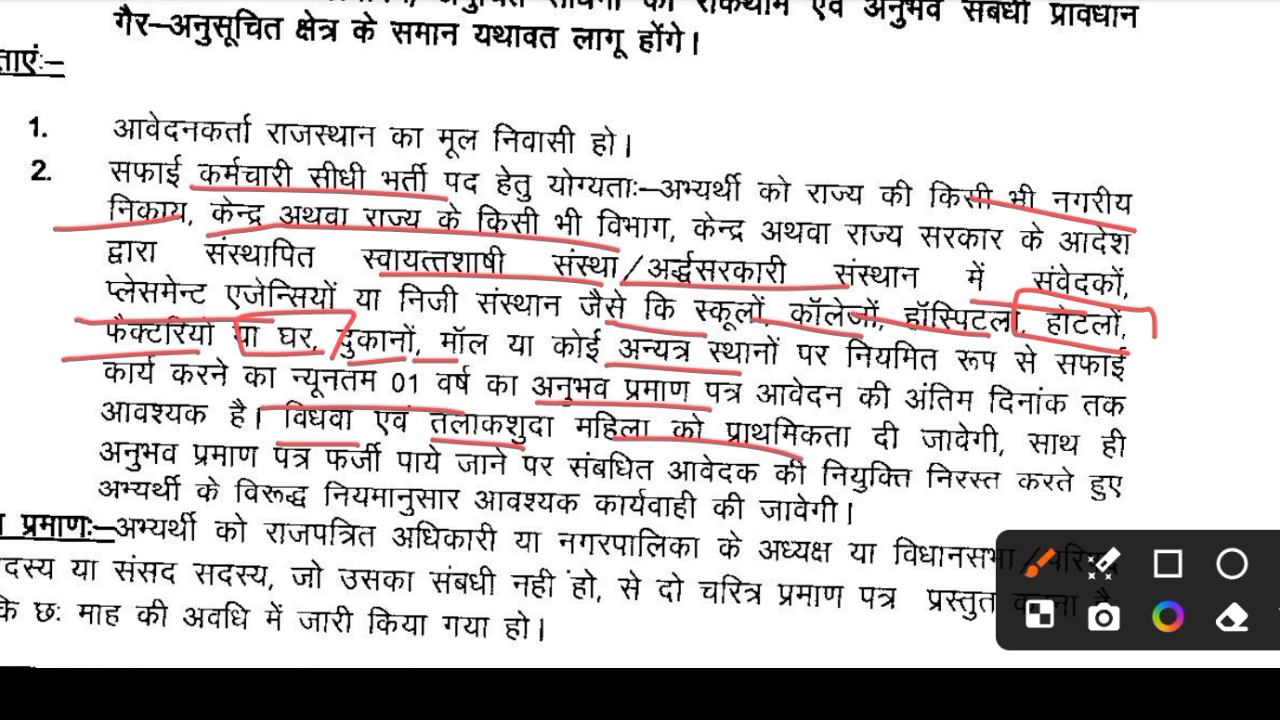 एवं अनुभव संबंधी प्रावधान
गैर–अनुसूचित क्षेत्र के समान यथावत लागू होंगे।
ताएं:–
1. आवेदनकर्ता राजस्थान का मूल निवासी हो।
2. सफाई कर्मचारी सीधी भर्ती पद हेतु योग्यताः–अभ्यर्थी को राज्य की किसी भी नगरीय
निकाय, केन्द्र अथवा राज्य के किसी भी विभाग, केन्द्र अथवा राज्य सरकार के आदेश
द्वारा संस्थापित स्वायत्तशाषी संस्था/अर्द्धसरकारी संस्थान में संवेदकों,
प्लेसमेन्ट एजेन्सियों या निजी संस्थान जैसे कि स्कूलों, कॉलेजों, हॉस्पिटलों, होटलों,
फैक्टरियों या घर, दुकानों, मॉल या कोई अन्यत्र स्थानों पर नियमित रूप से सफाई
कार्य करने का न्यूनतम 01 वर्ष का अनुभव प्रमाण पत्र आवेदन की अंतिम दिनांक तक
आवश्यक है। विधवा एवं तलाकशुदा महिला को प्राथमिकता दी जावेगी, साथ ही
अनुभव प्रमाण पत्र फर्जी पाये जाने पर संबधित आवेदक की नियुक्ति निरस्त करते हुए
अभ्यर्थी के विरूद्ध नियमानुसार आवश्यक कार्यवाही की जावेगी।
प्रमाणः–अभ्यर्थी को राजपत्रित अधिकारी या नगरपालिका के अध्यक्ष या विधानसभा/
दस्य या संसद सदस्य, जो उसका संबधी नही हो, से दो चरित्र प्रमाण पत्र प्रस्तुत
कि छः माह की अवधि में जारी किया गया हो।